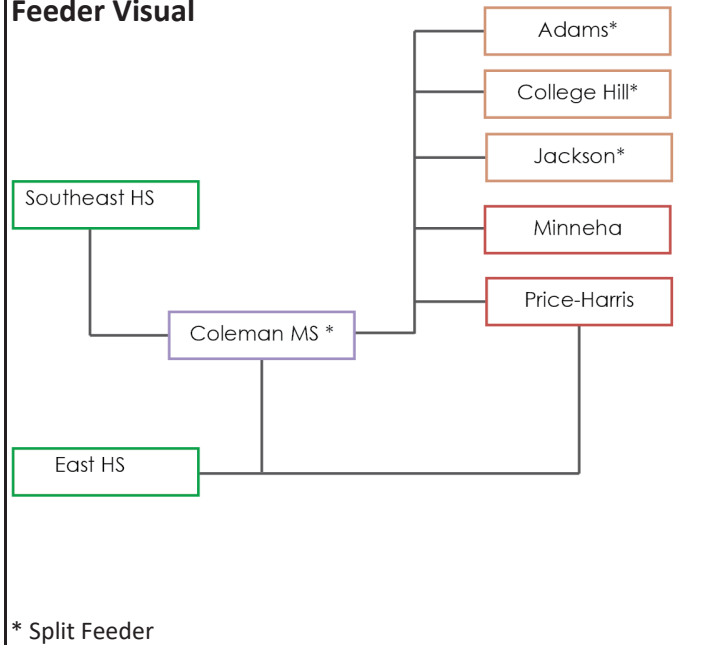 Feeder Visual
Adams*
College Hill*
Jackson*
Southeast HS
Minneha
Price-Harris
Coleman MS *
East HS
* Split Feeder